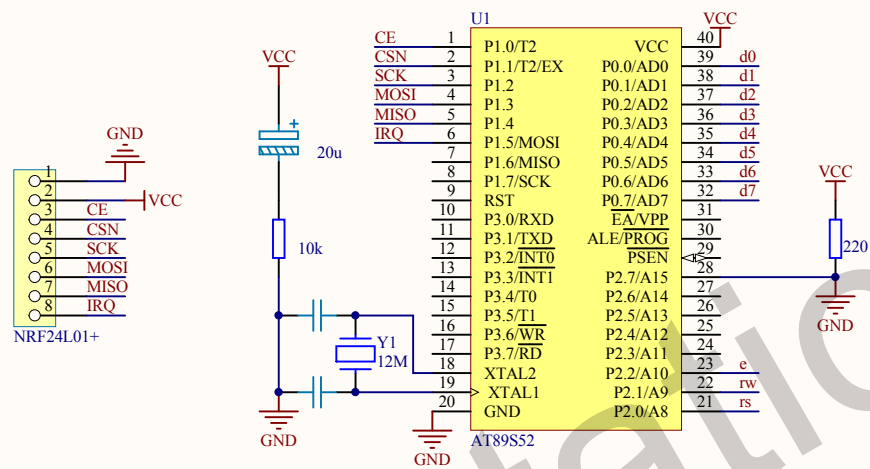 U1
VCC
CE 1 P1.0/T2 VCC 40
CSN 2 P1.1/T2/EX P0.0/AD0 39 d0
SCK 3 P1.2 P0.1/AD1 38 d1
MOSI 4 P1.3 P0.2/AD2 37 d2
MISO 5 P1.4 P0.3/AD3 36 d3
IRQ 6 P1.5/MOSI P0.4/AD4 35 d4
7 P1.6/MISO P0.5/AD5 34 d5
8 P1.7/SCK P0.6/AD6 33 d6
9 RST P0.7/AD7 32 d7
10 P3.0/RXD EA/VPP 31
11 P3.1/TXD ALE/PROG 30
12 P3.2/INT0 PSEN 29
13 P3.3/INT1 P2.7/A15 28
14 P3.4/T0 P2.6/A14 27
15 P3.5/T1 P2.5/A13 26
16 P3.6/WR P2.4/A12 25
17 P3.7/RD P2.3/A11 24
18 XTAL2 P2.2/A10 23 e
19 XTAL1 P2.1/A9 22 rw
20 GND P2.0/A8 21 rs
AT89S52
GND
VCC
+
20u
10k
Y1
12M
GND
GND
1
2 VCC
3 CE
4 CSN
5 SCK
6 MOSI
7 MISO
8 IRQ
NRF24L01+
VCC
220
GND